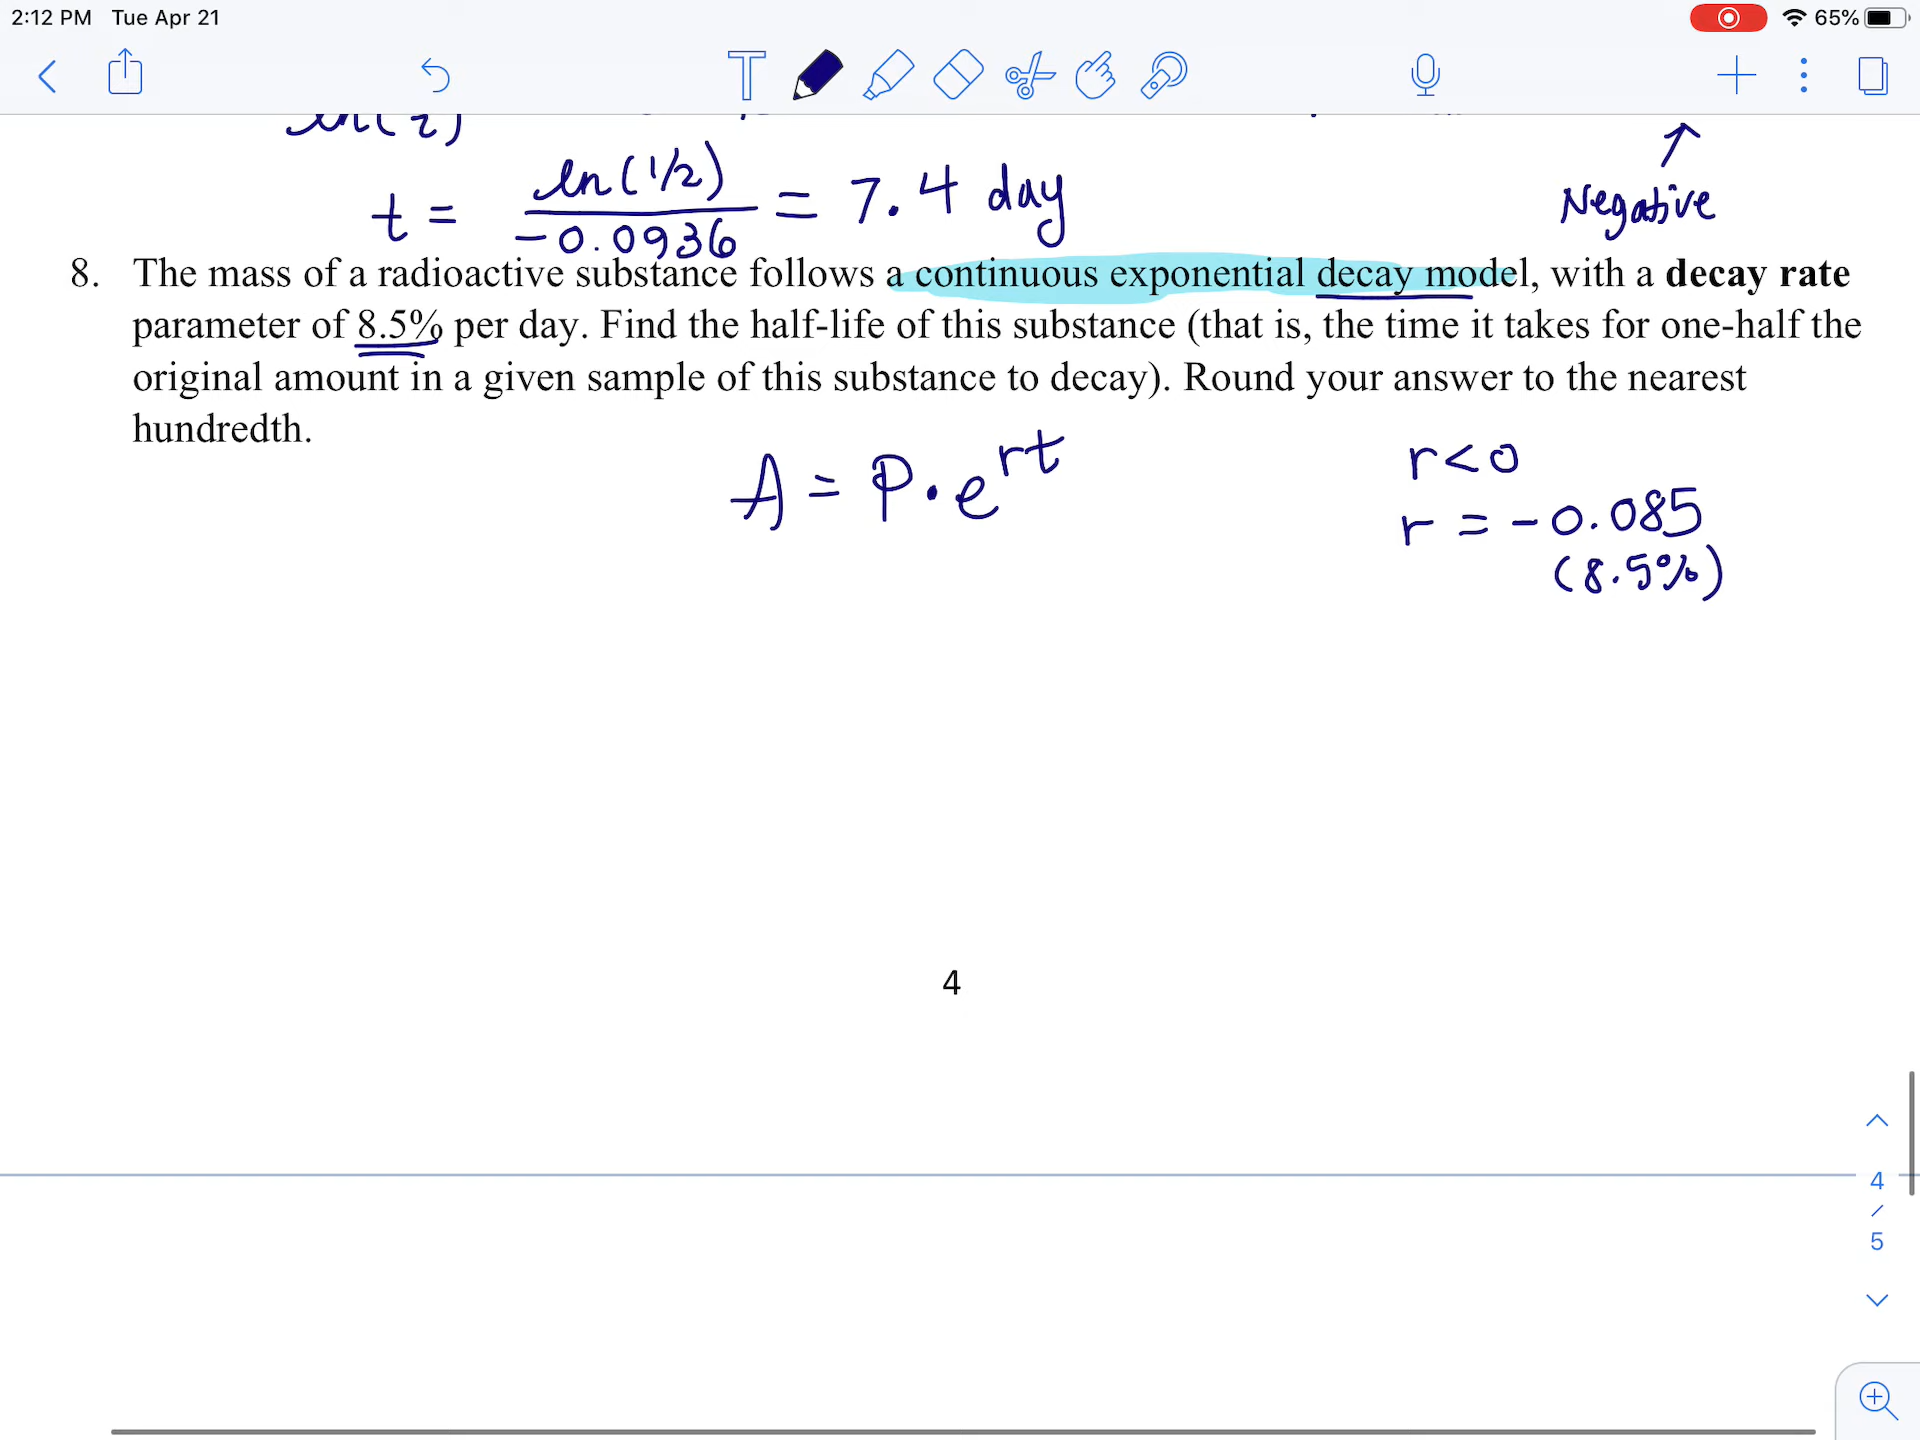 2:12 PM Tue Apr 21 65%
T
ln(1/2)
t = ln(1/2) / -0.0936 = 7.4 day
Negative
8. The mass of a radioactive substance follows a continuous exponential decay model, with a decay rate
parameter of 8.5% per day. Find the half-life of this substance (that is, the time it takes for one-half the
original amount in a given sample of this substance to decay). Round your answer to the nearest
hundredth.
A = P·e^rt
r<0
r = -0.085
(8.5%)
4
4
/
5